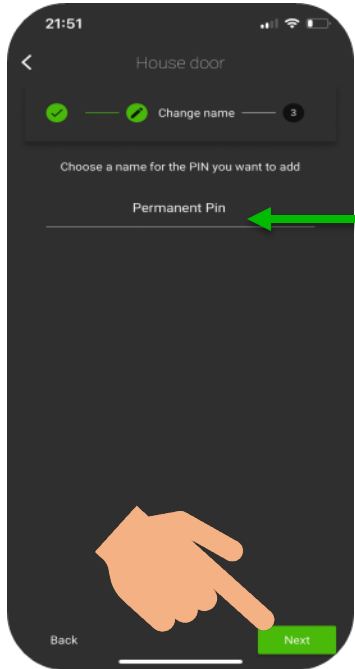 21:51
House door
Change name
3
Choose a name for the PIN you want to add
Permanent Pin
Back
Next